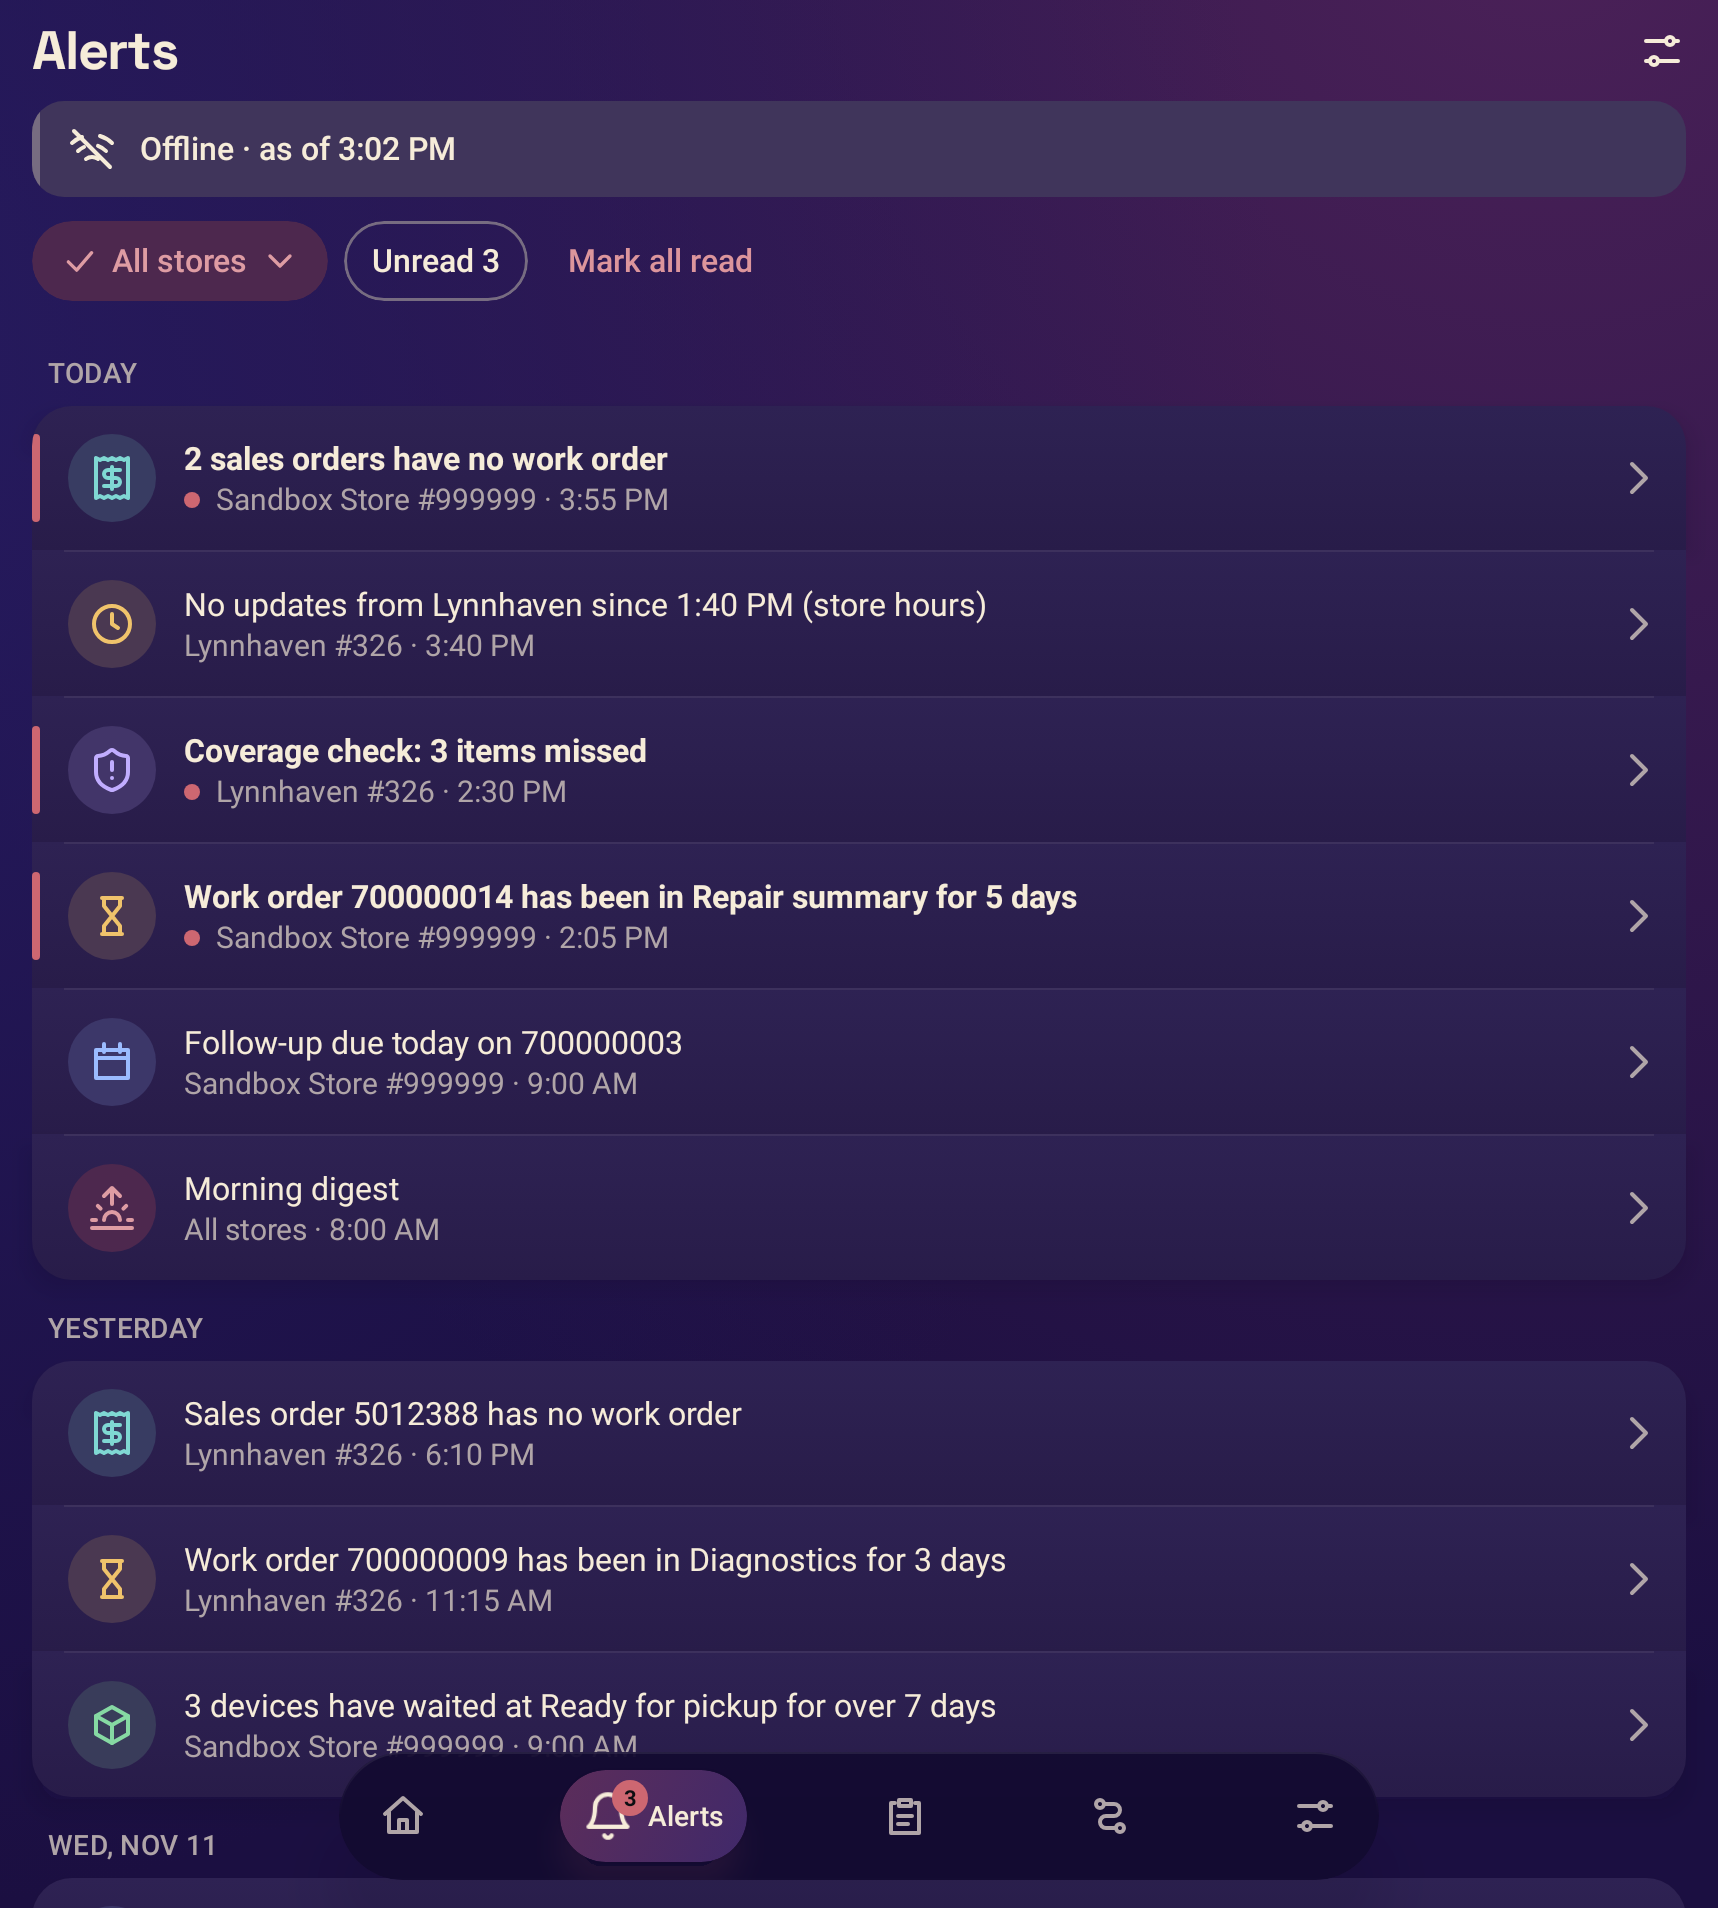 Alerts
Offline · as of 3:02 PM
All stores
Unread 3
Mark all read
TODAY
2 sales orders have no work order
Sandbox Store #999999 · 3:55 PM
No updates from Lynnhaven since 1:40 PM (store hours)
Lynnhaven #326 · 3:40 PM
Coverage check: 3 items missed
Lynnhaven #326 · 2:30 PM
Work order 700000014 has been in Repair summary for 5 days
Sandbox Store #999999 · 2:05 PM
Follow-up due today on 700000003
Sandbox Store #999999 · 9:00 AM
Morning digest
All stores · 8:00 AM
YESTERDAY
Sales order 5012388 has no work order
Lynnhaven #326 · 6:10 PM
Work order 700000009 has been in Diagnostics for 3 days
Lynnhaven #326 · 11:15 AM
3 devices have waited at Ready for pickup for over 7 days
Sandbox Store #999999 · 9:00 AM
3
Alerts
WED, NOV 11